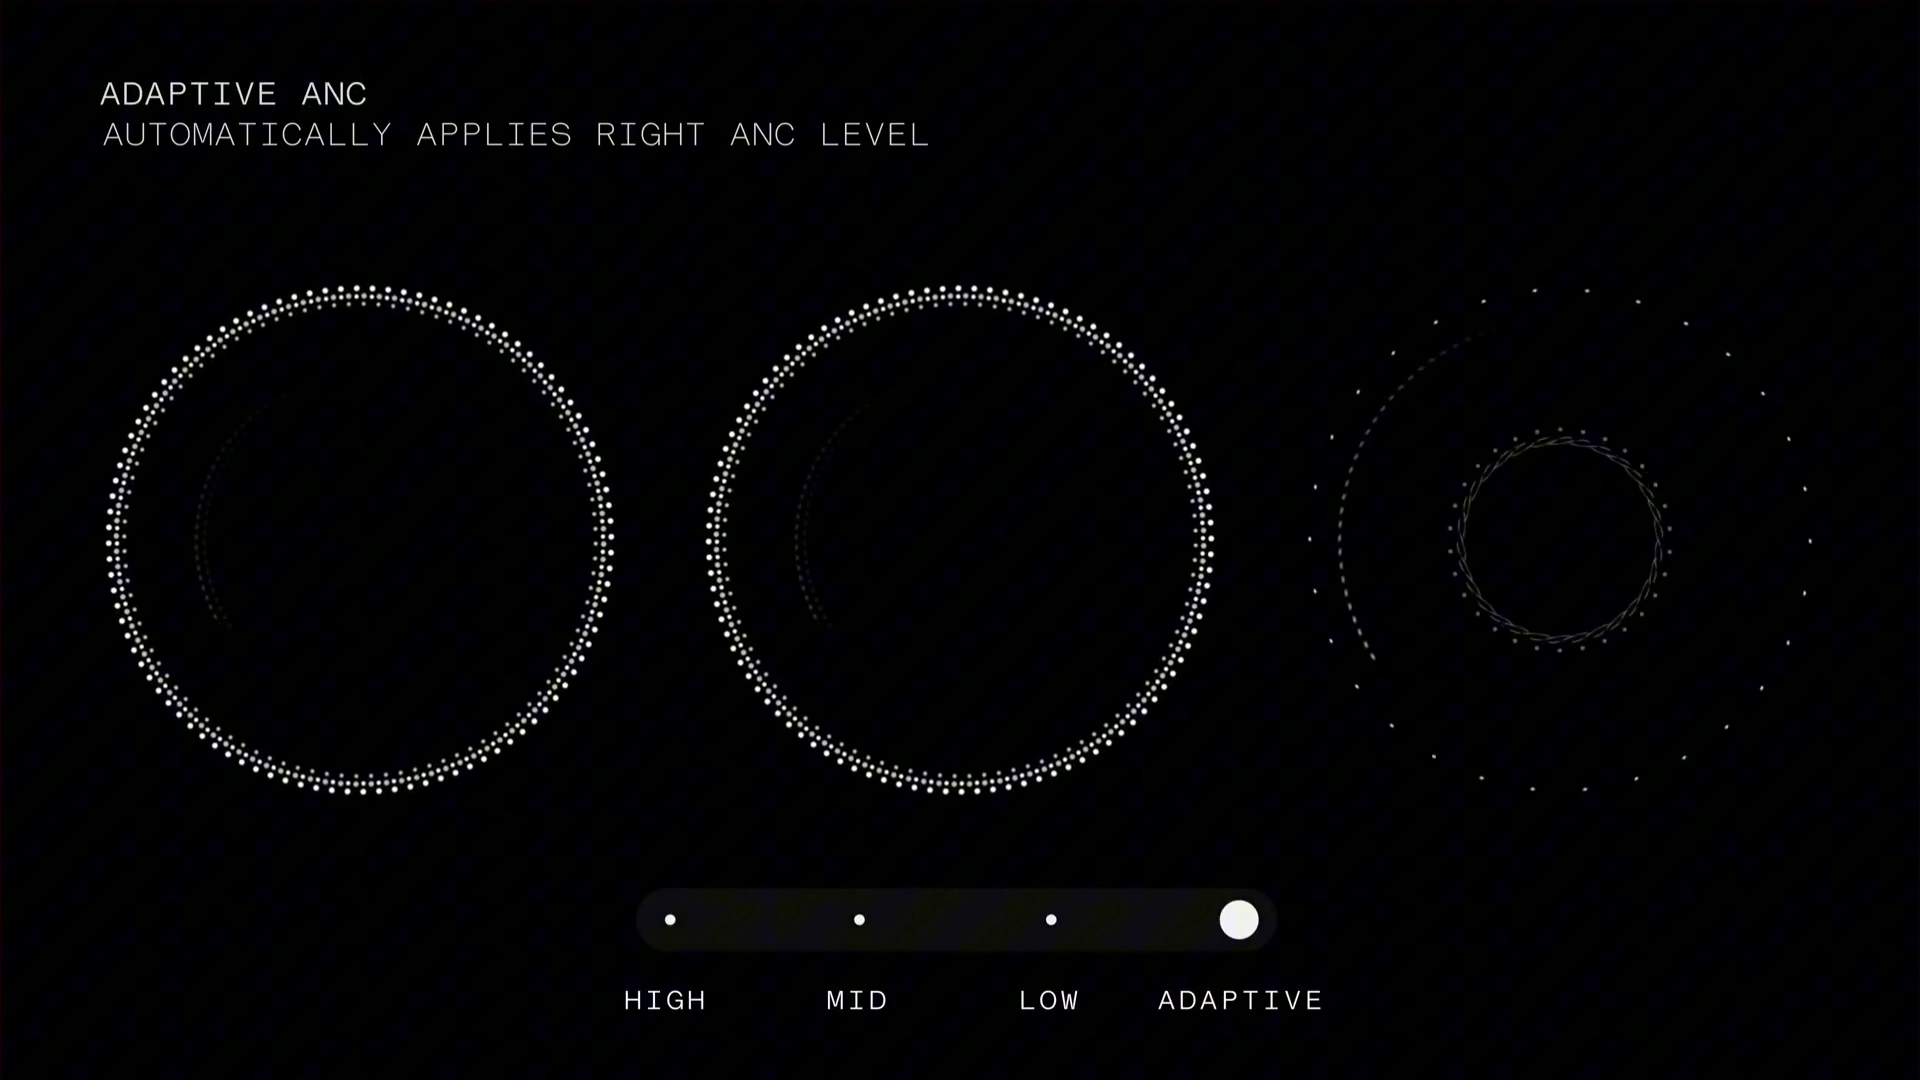 ADAPTIVE ANC
AUTOMATICALLY APPLIES RIGHT ANC LEVEL
HIGH MID LOW ADAPTIVE